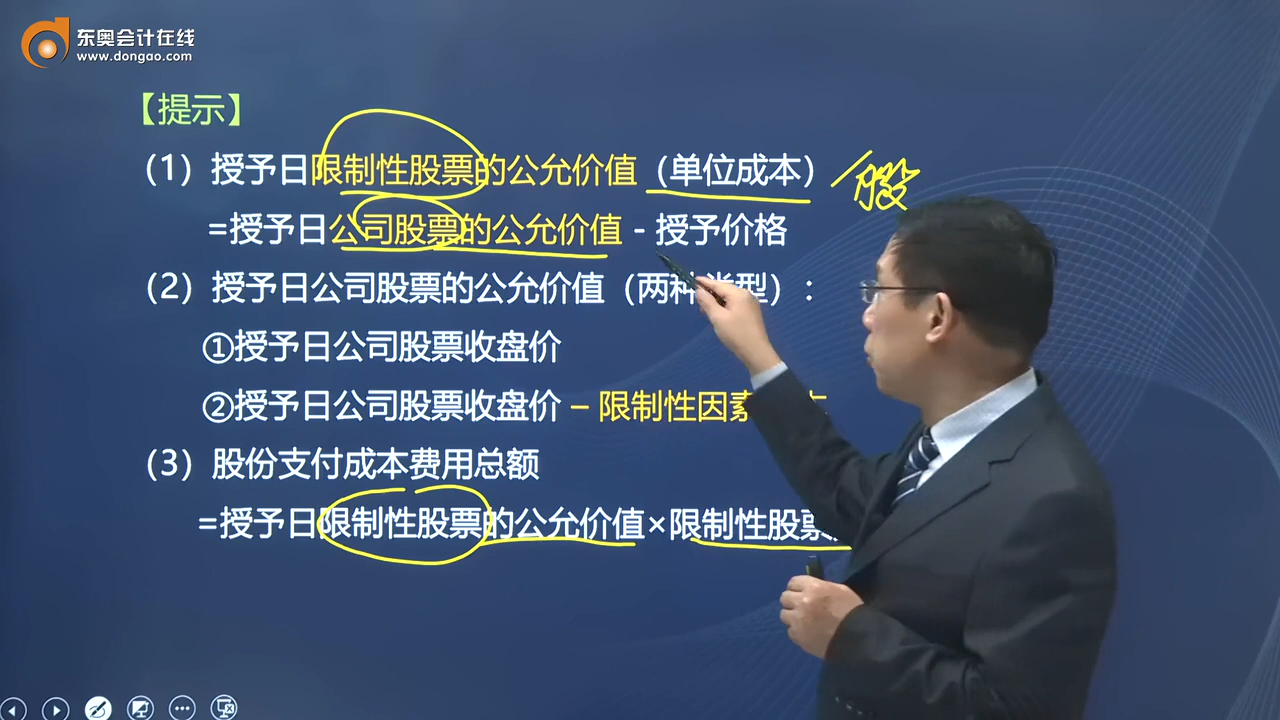 东奥会计在线
www.dongao.com
【提示】
（1）授予日限制性股票的公允价值（单位成本）/股
=授予日公司股票的公允价值 - 授予价格
（2）授予日公司股票的公允价值（两种类型）：
①授予日公司股票收盘价
②授予日公司股票收盘价 – 限制性因素
（3）股份支付成本费用总额
=授予日限制性股票的公允价值×限制性股票